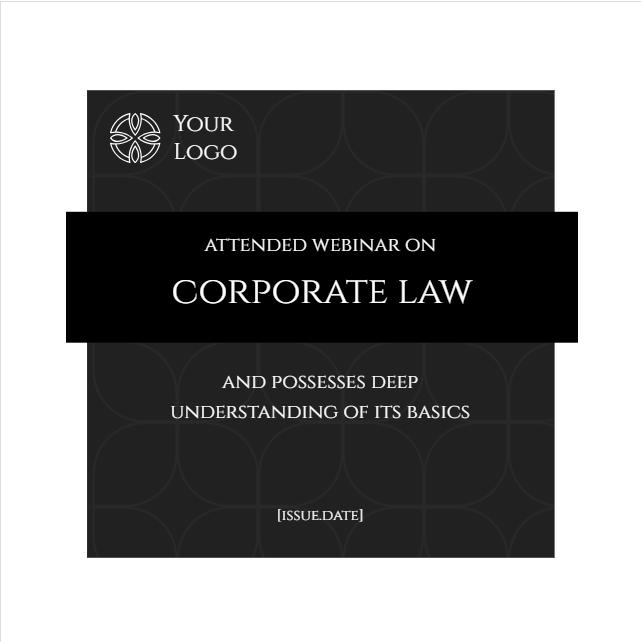 Your
Logo
ATTENDED WEBINAR ON
CORPORATE LAW
AND POSSESSES DEEP
UNDERSTANDING OF ITS BASICS
[ISSUE.DATE]